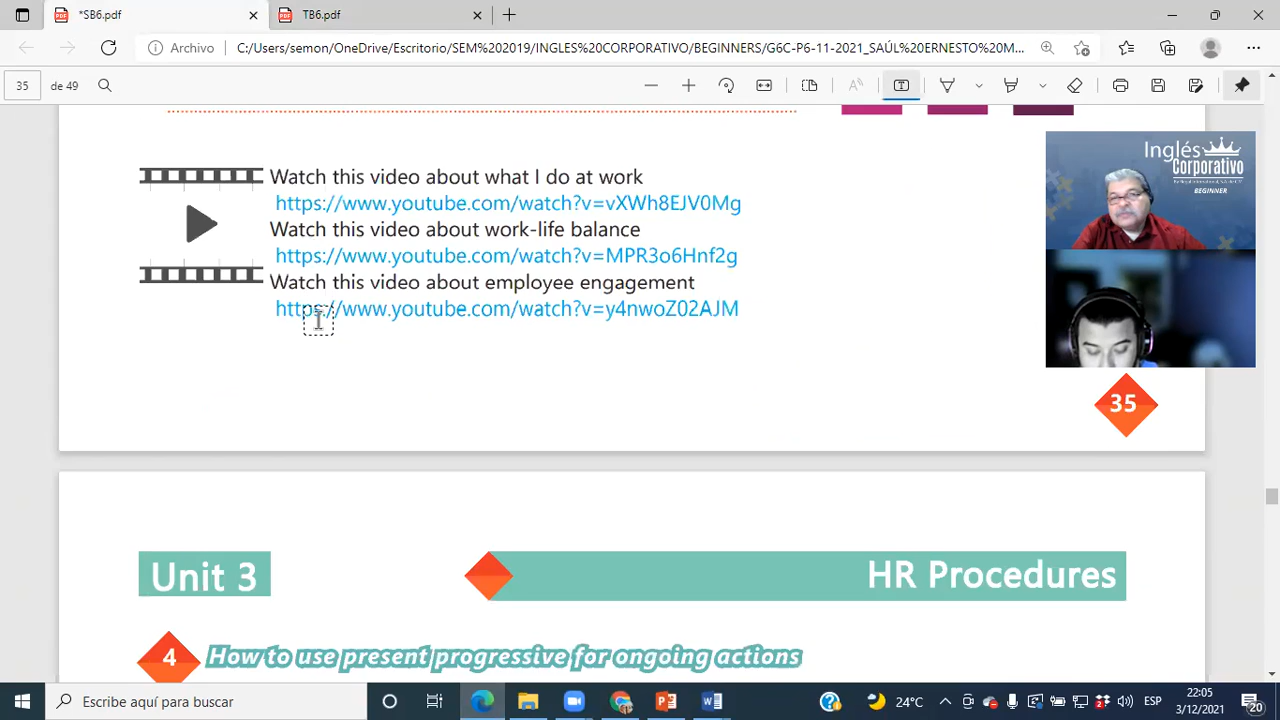 *SB6.pdf
TB6.pdf
Archivo
C:/Users/semon/OneDrive/Escritorio/SEM%202019/INGLES%20CORPORATIVO/BEGINNERS/G6C-P6-11-2021_SAÚL%20ERNESTO%20M...
35 de 49
Watch this video about what I do at work
https://www.youtube.com/watch?v=vXWh8EJV0Mg
Watch this video about work-life balance
https://www.youtube.com/watch?v=MPR3o6Hnf2g
Watch this video about employee engagement
https://www.youtube.com/watch?v=y4nwoZ02AJM
Inglés
Corporativo
BEGINNER
35
Unit 3
HR Procedures
4
How to use present progressive for ongoing actions
Escribe aquí para buscar
24°C
ESP
22:05
3/12/2021
20